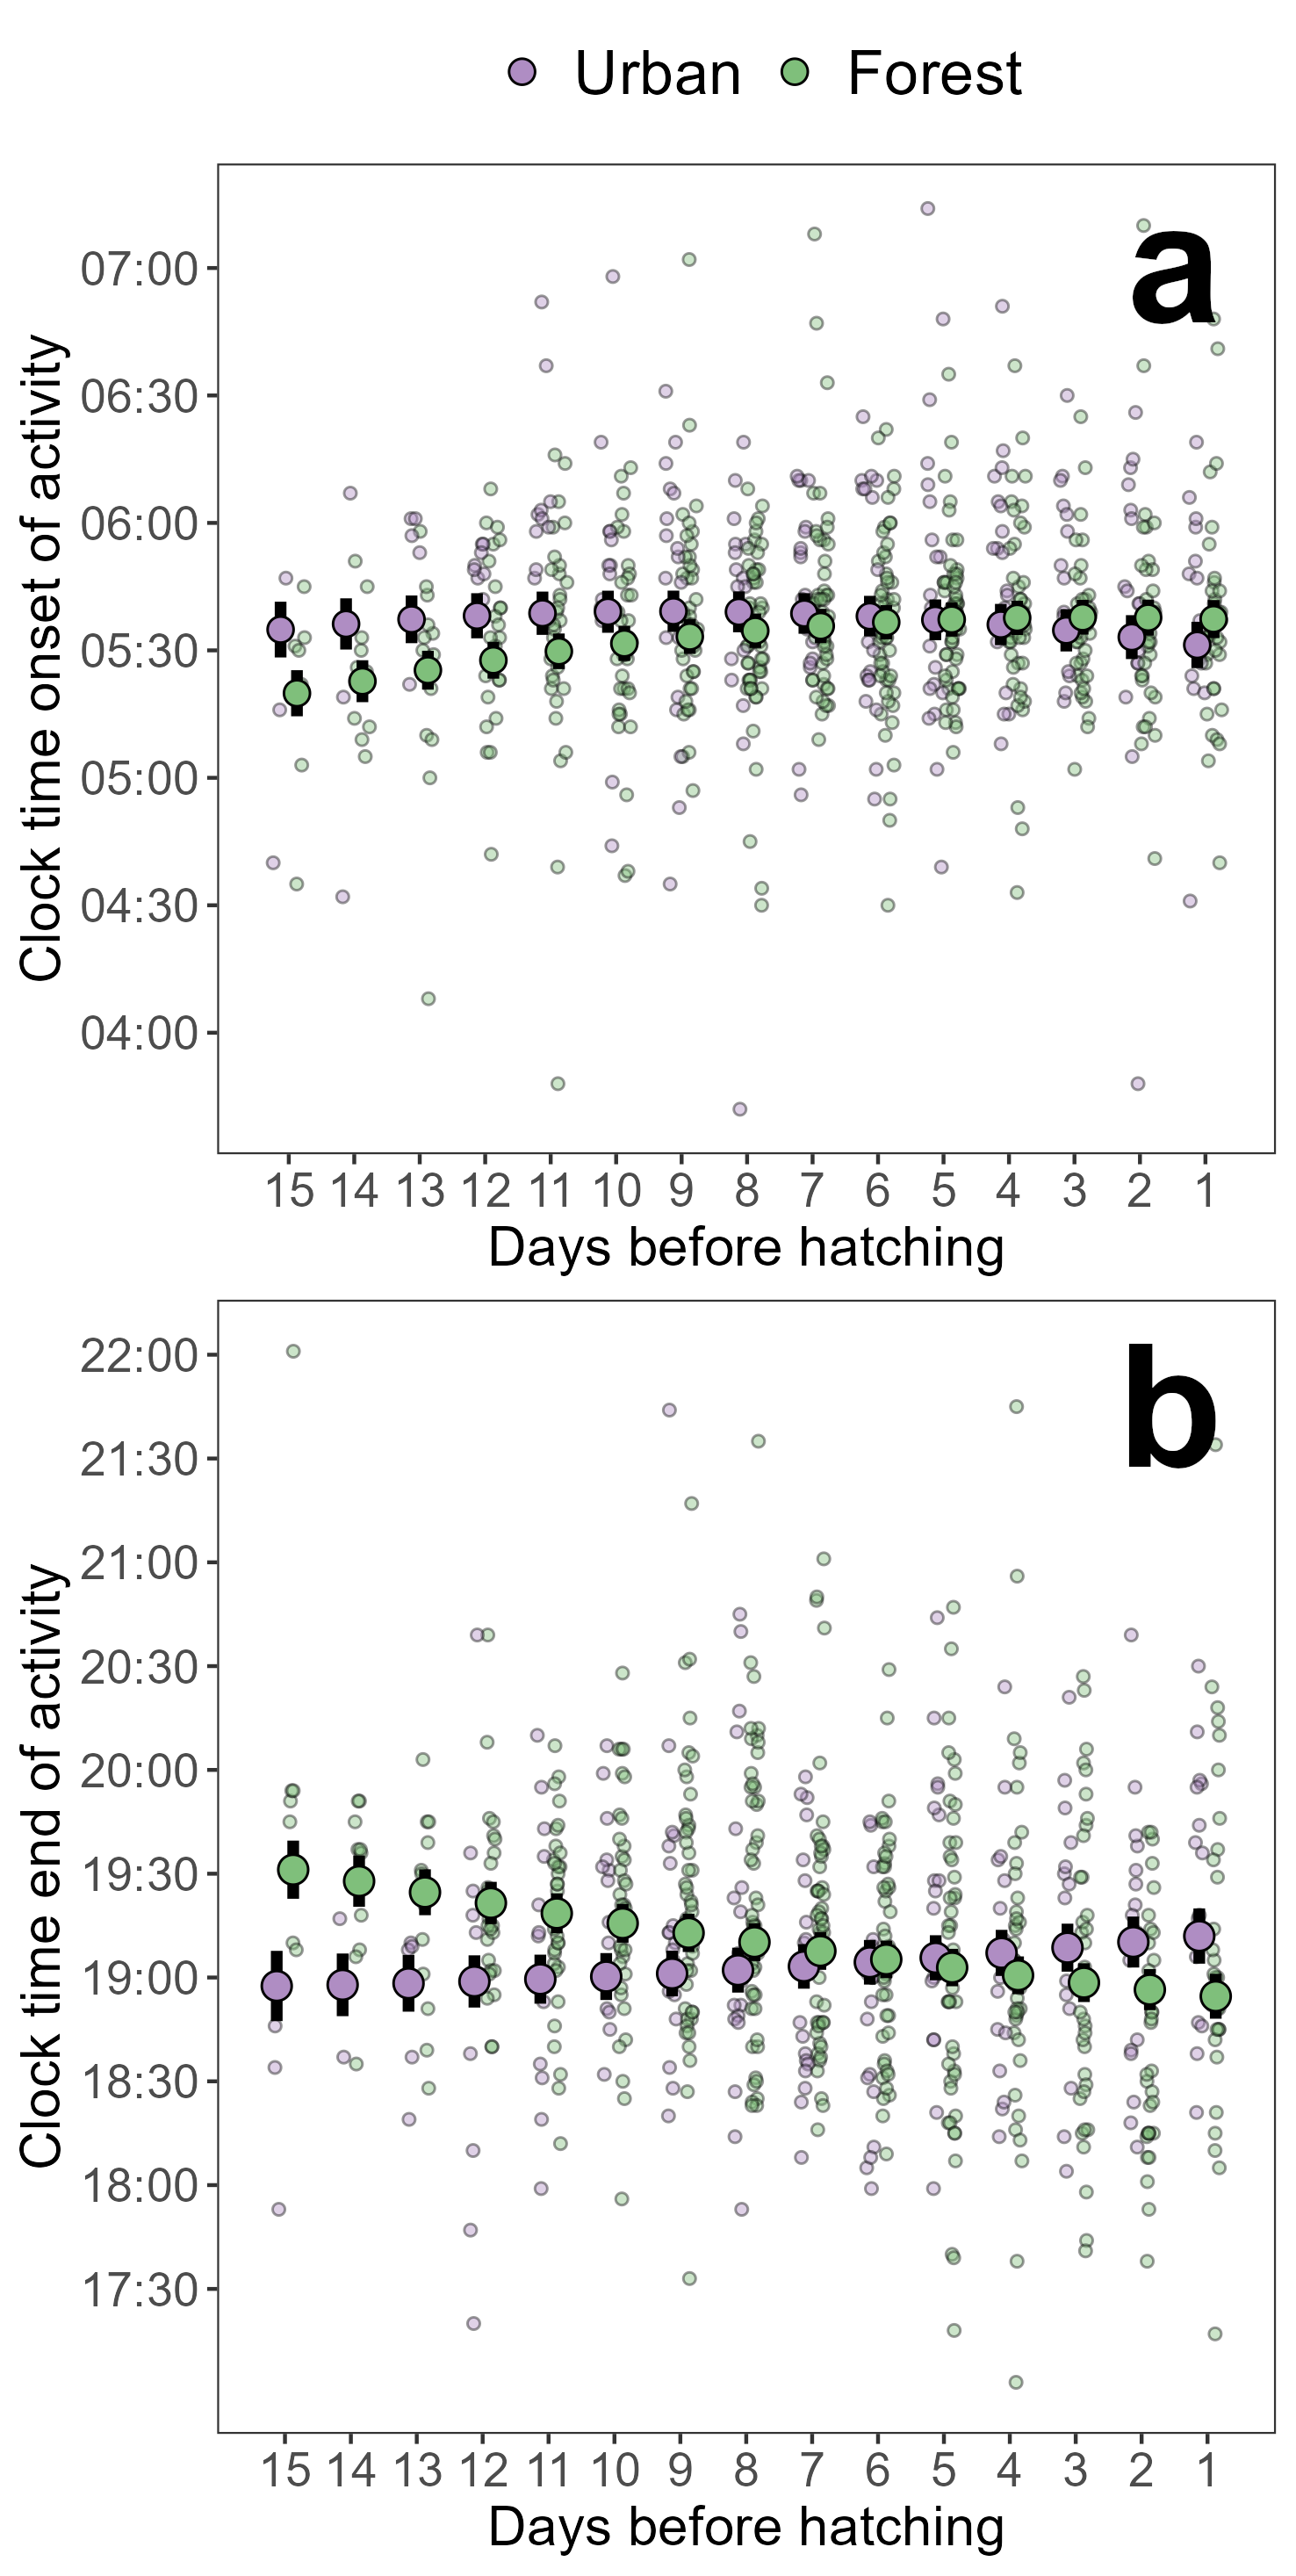 Urban Forest
a
Clock time onset of activity
07:00
06:30
06:00
05:30
05:00
04:30
04:00
15 14 13 12 11 10 9 8 7 6 5 4 3 2 1
Days before hatching
b
Clock time end of activity
22:00
21:30
21:00
20:30
20:00
19:30
19:00
18:30
18:00
17:30
15 14 13 12 11 10 9 8 7 6 5 4 3 2 1
Days before hatching